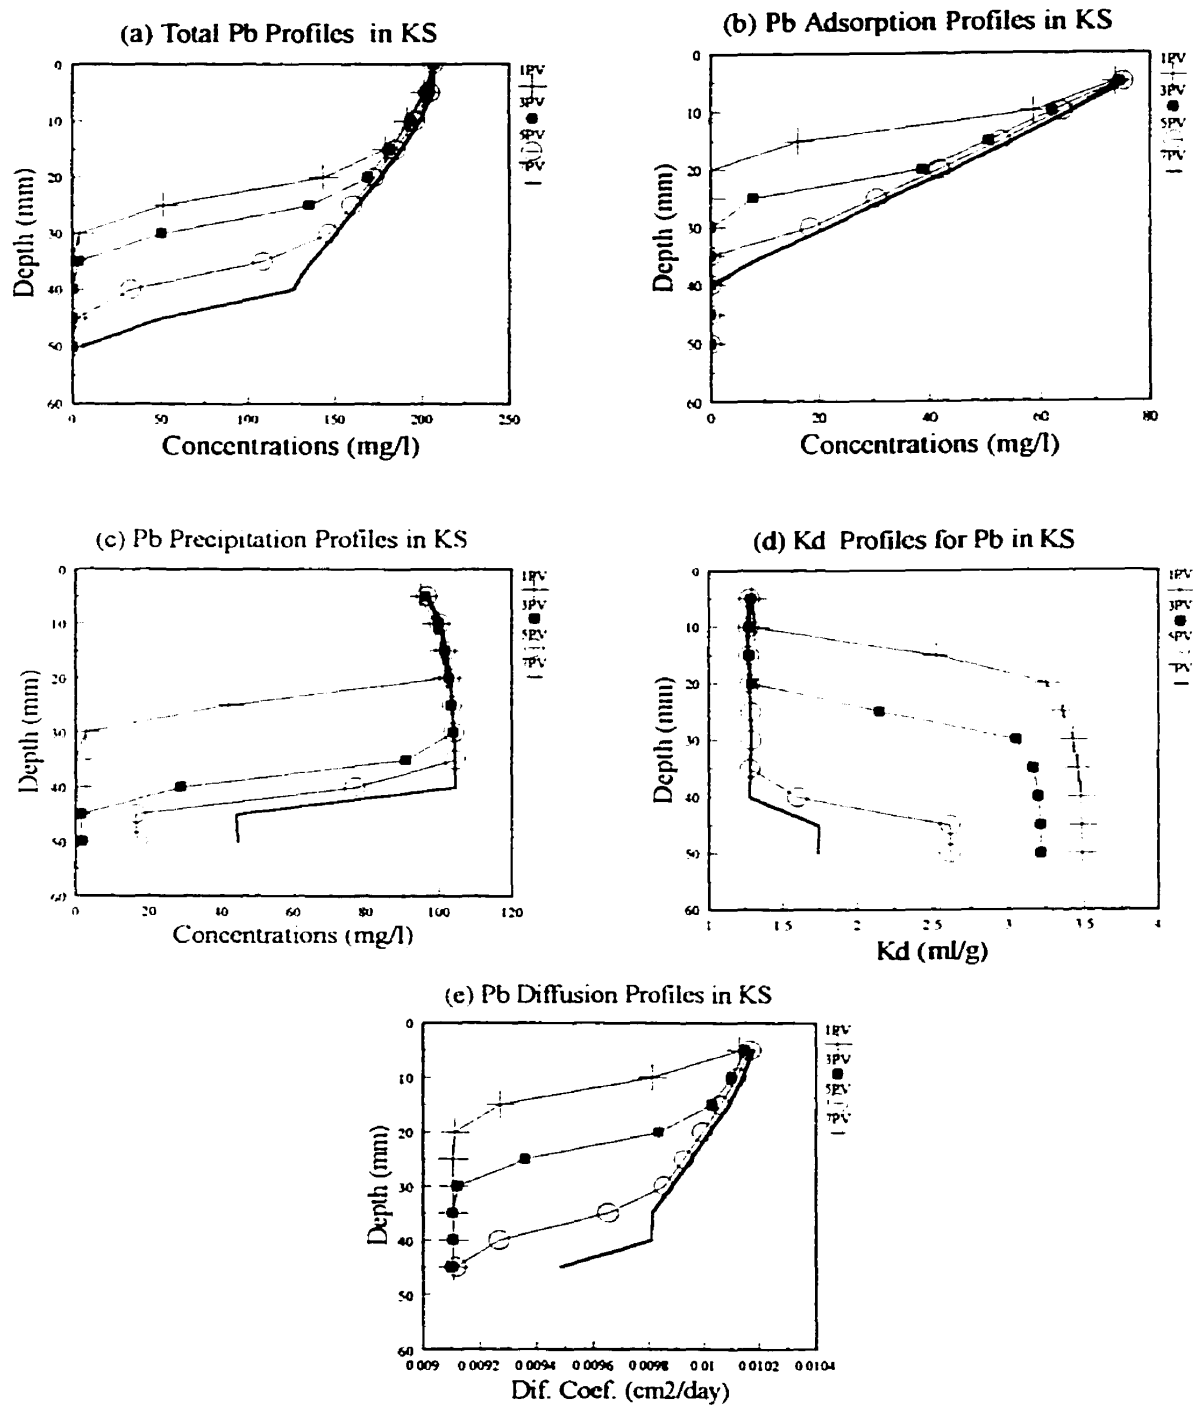 (a) Total Pb Profiles in KS
0
10
20
30
40
50
60
Depth (mm)
0 50 100 150 200 250
Concentrations (mg/l)
1PV
3PV
5PV
7PV
(b) Pb Adsorption Profiles in KS
0
10
20
30
40
50
60
Depth (mm)
0 20 40 60 80
Concentrations (mg/l)
1PV
3PV
5PV
7PV
(c) Pb Precipitation Profiles in KS
0
10
20
30
40
50
60
Depth (mm)
0 20 40 60 80 100 120
Concentrations (mg/l)
1PV
3PV
5PV
7PV
(d) Kd Profiles for Pb in KS
0
10
20
30
40
50
60
Depth (mm)
1 1.5 2 2.5 3 3.5 4
Kd (ml/g)
1PV
3PV
5PV
7PV
(e) Pb Diffusion Profiles in KS
0
10
20
30
40
50
60
Depth (mm)
0.009 0.0092 0.0094 0.0096 0.0098 0.01 0.0102 0.0104
Dif. Coef. (cm2/day)
1PV
3PV
5PV
7PV